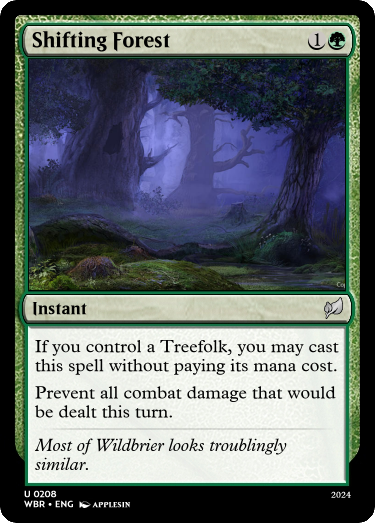 Shifting Forest 1
Instant
If you control a Treefolk, you may cast
this spell without paying its mana cost.
Prevent all combat damage that would
be dealt this turn.
Most of Wildbrier looks troublingly
similar.
U 0208 2024
WBR • ENG APPLESIN